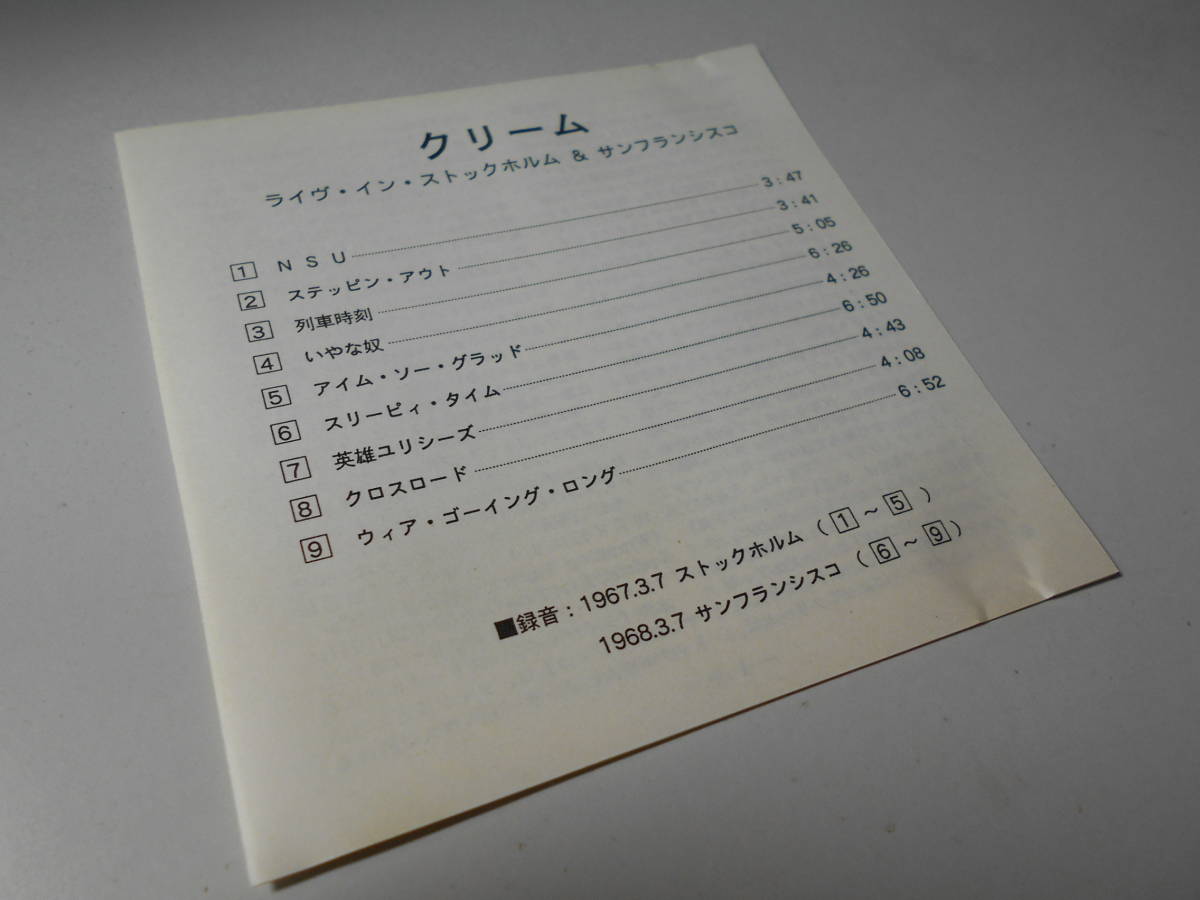 クリーム
ライヴ・イン・ストックホルム & サンフランシスコ
1 NSU 3:47
2 ステッピン・アウト 3:41
3 列車時刻 5:05
4 いやな奴 6:26
5 アイム・ソー・グラッド 4:26
6 スリーピィ・タイム 6:50
7 英雄ユリシーズ 4:43
8 クロスロード 4:08
9 ウィア・ゴーイング・ロング 6:52
■録音:1967.3.7 ストックホルム(1~5)
1968.3.7 サンフランシスコ(6~9)